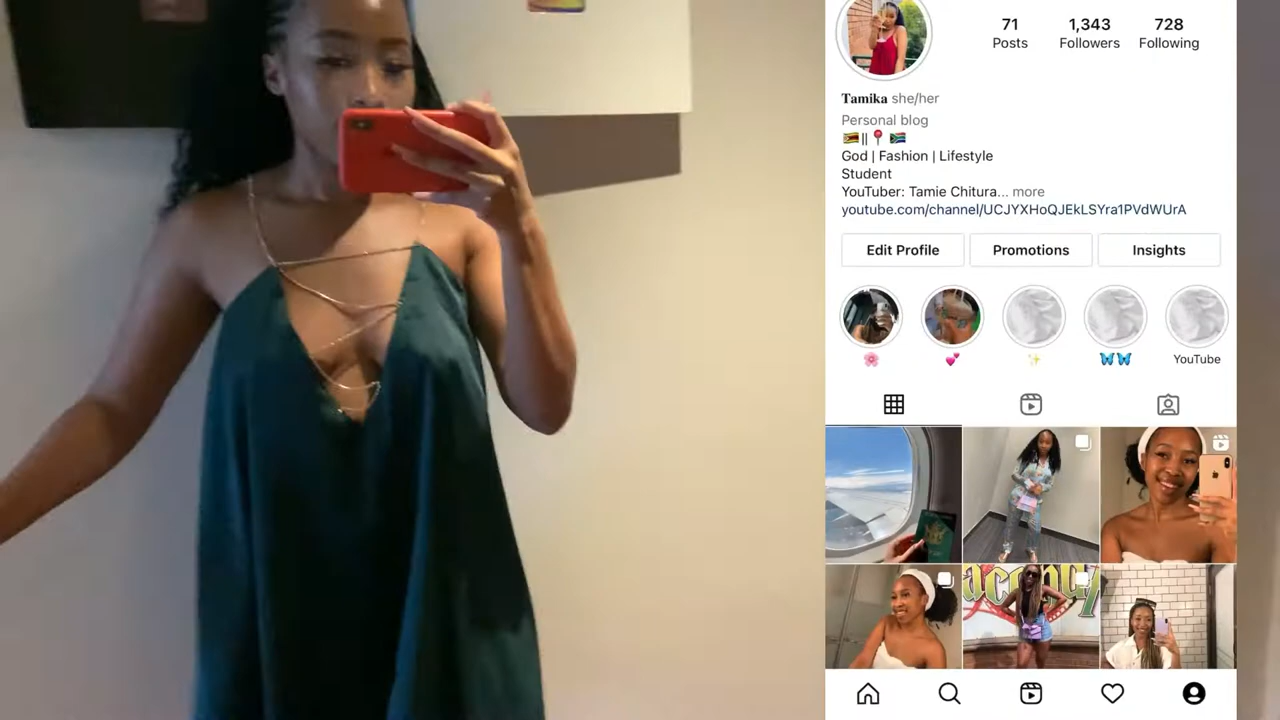 71
1,343
728
Posts
Followers
Following
Tamika she/her
Personal blog
🇿🇼||📍🇿🇦
God | Fashion | Lifestyle
Student
YouTuber: Tamie Chitura... more
youtube.com/channel/UCJYXHoQJEkLSYra1PVdWUrA
Edit Profile
Promotions
Insights
🌸
💕
✨
🦋🦋
YouTube